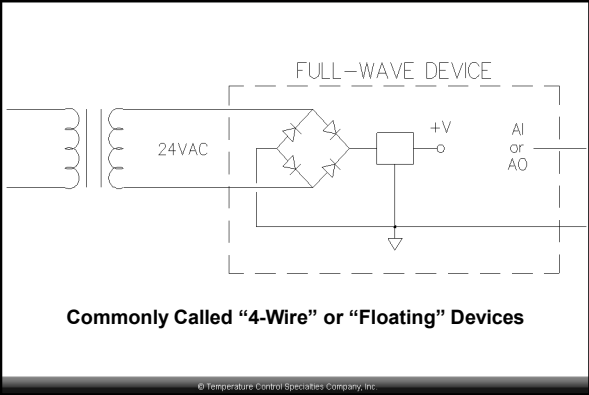 FULL-WAVE DEVICE
24VAC
+V
AI
or
AO
Commonly Called “4-Wire” or “Floating” Devices
© Temperature Control Specialties Company, Inc.